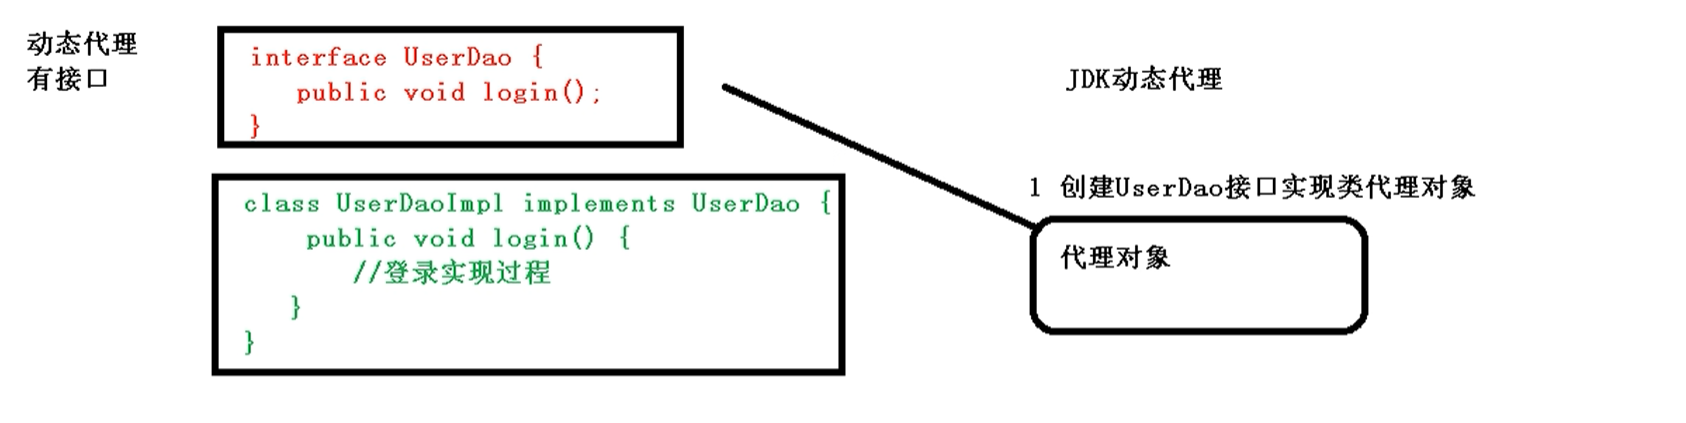 动态代理
有接口
interface UserDao {
public void login();
}
class UserDaoImpl implements UserDao {
public void login() {
//登录实现过程
}
}
JDK动态代理
1 创建UserDao接口实现类代理对象
代理对象